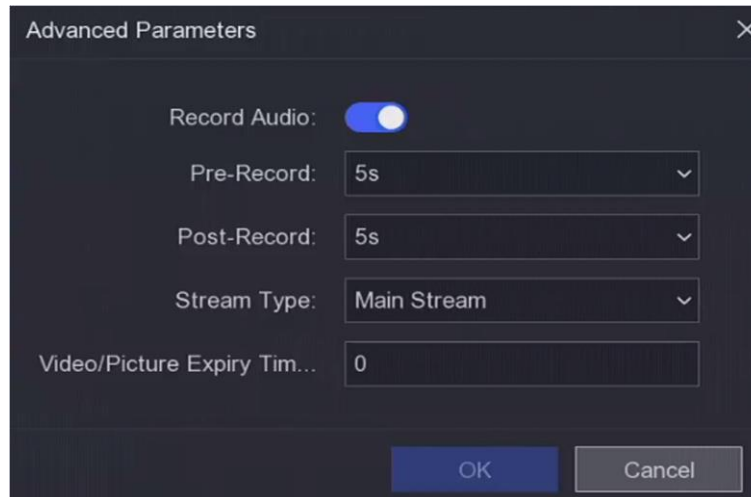 Advanced Parameters
Record Audio:
Pre-Record: 5s
Post-Record: 5s
Stream Type: Main Stream
Video/Picture Expiry Tim... 0
OK Cancel